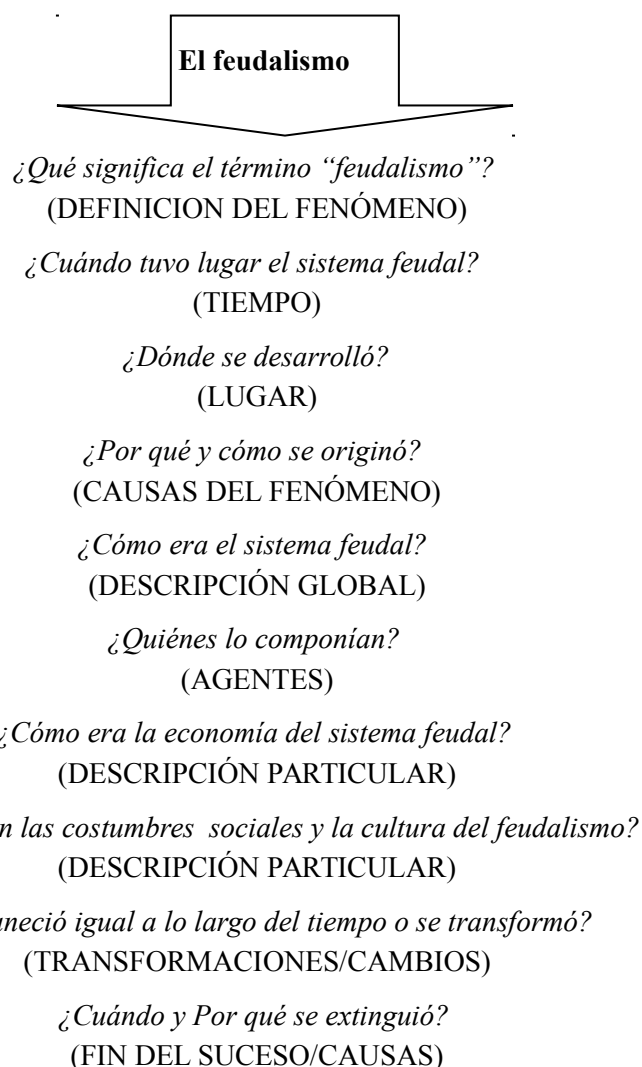 El feudalismo
¿Qué significa el término “feudalismo”?
(DEFINICION DEL FENÓMENO)
¿Cuándo tuvo lugar el sistema feudal?
(TIEMPO)
¿Dónde se desarrolló?
(LUGAR)
¿Por qué y cómo se originó?
(CAUSAS DEL FENÓMENO)
¿Cómo era el sistema feudal?
(DESCRIPCIÓN GLOBAL)
¿Quiénes lo componían?
(AGENTES)
¿Cómo era la economía del sistema feudal?
(DESCRIPCIÓN PARTICULAR)
las costumbres sociales y la cultura del feudalismo?
(DESCRIPCIÓN PARTICULAR)
igual a lo largo del tiempo o se transformó?
(TRANSFORMACIONES/CAMBIOS)
¿Cuándo y Por qué se extinguió?
(FIN DEL SUCESO/CAUSAS)